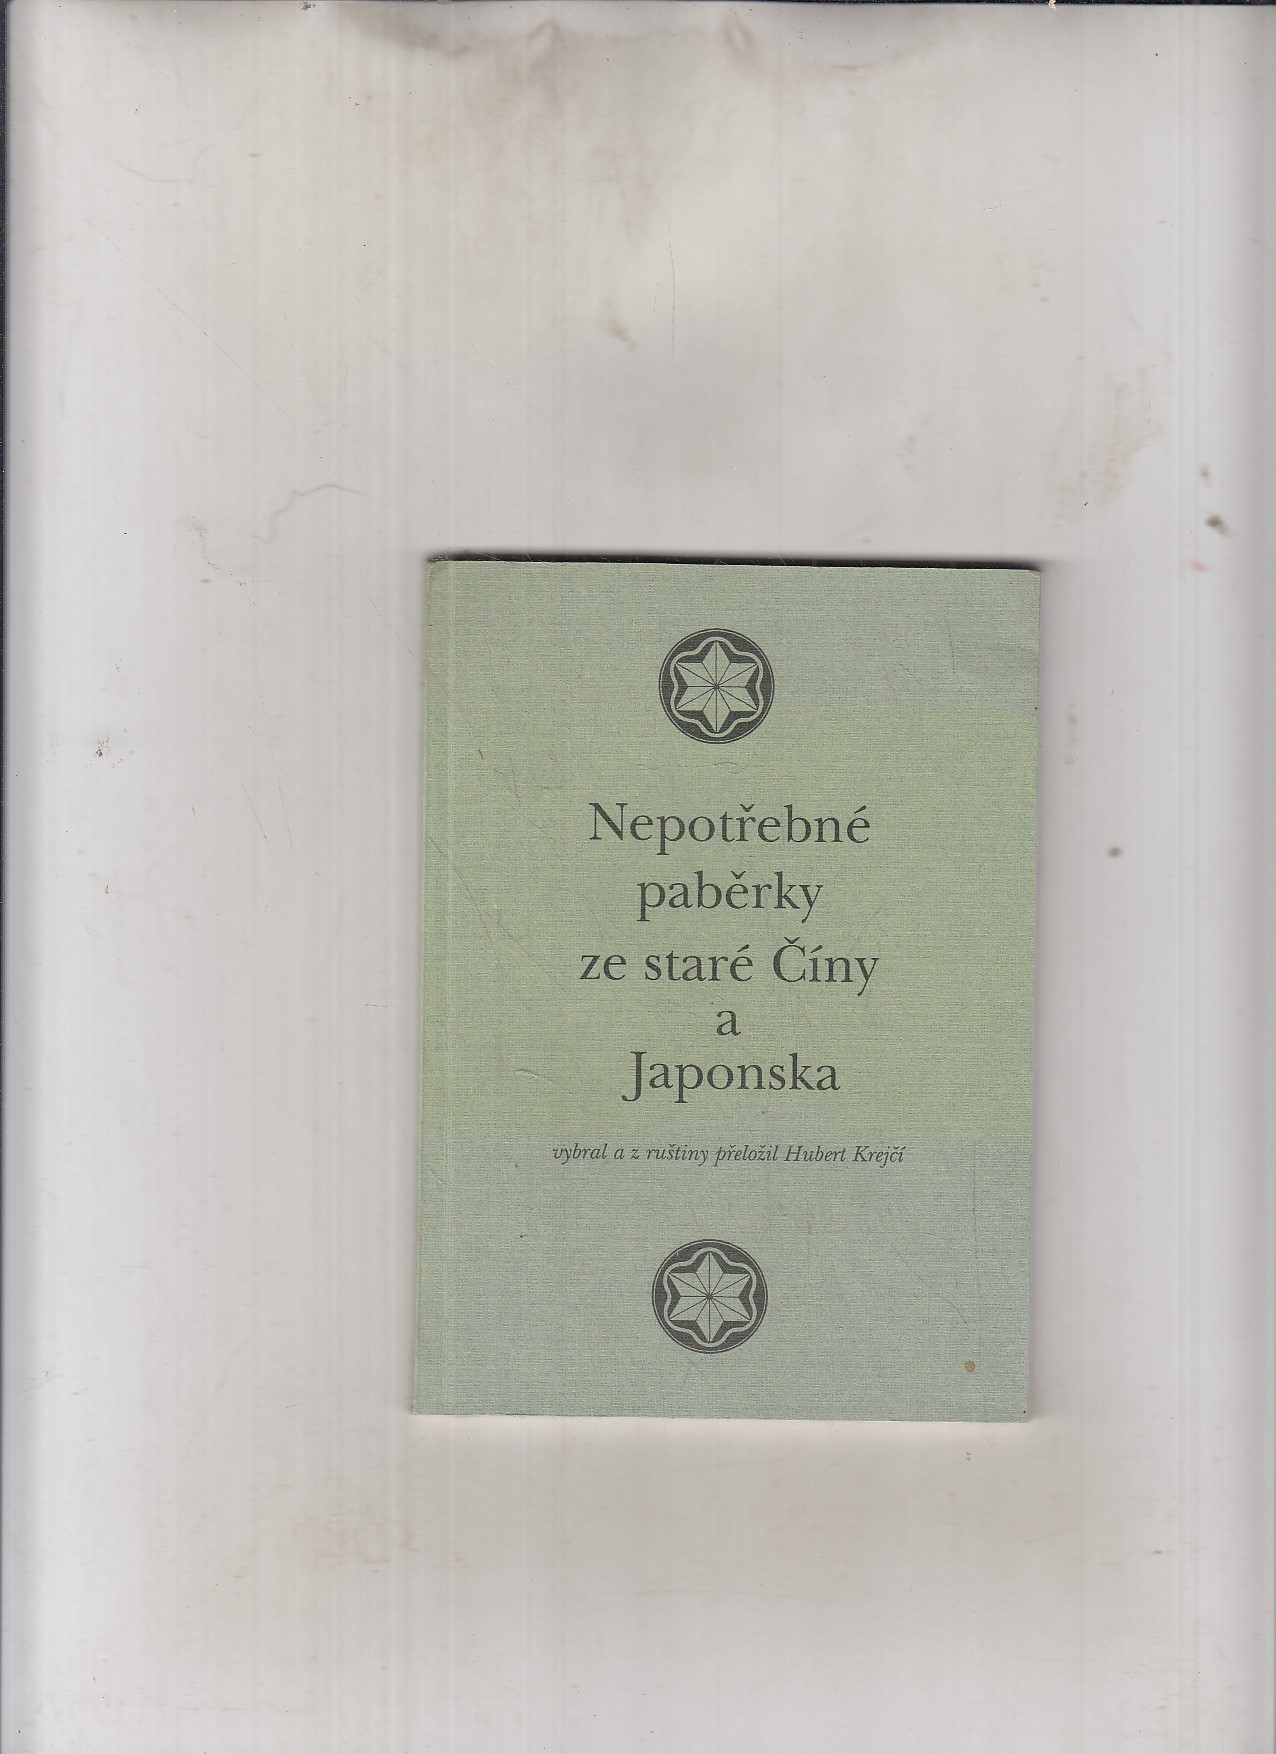 Nepotřebné
paběrky
ze staré Číny
a
Japonska
vybral a z ruštiny přeložil Hubert Krejčí